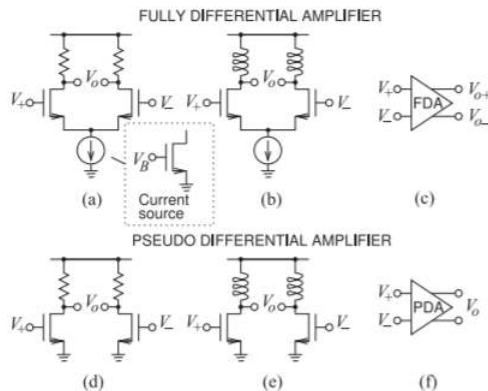 FULLY DIFFERENTIAL AMPLIFIER
V+ Vo V- V+ Vo V- V+ FDA Vo+
V- Vo-
VB
Current
source
(a) (b) (c)
PSEUDO DIFFERENTIAL AMPLIFIER
V+ Vo V- V+ Vo V- V+ PDA Vo
V-
(d) (e) (f)